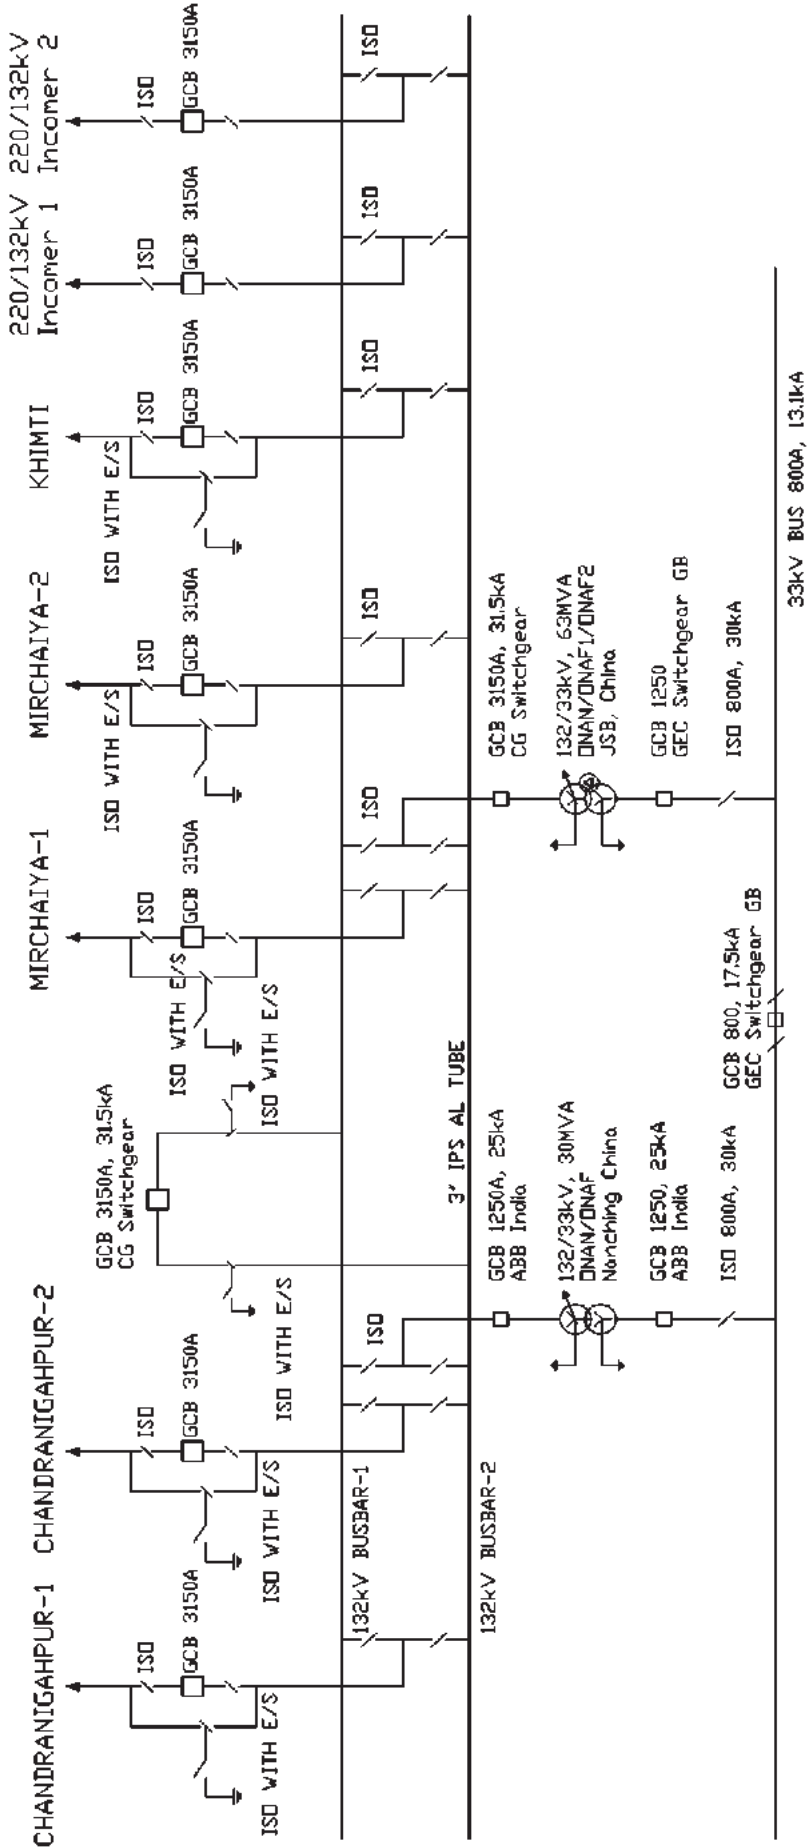 CHANDRANIGAHPUR-1
CHANDRANIGAHPUR-2
MIRCHAIYA-1
MIRCHAIYA-2
KHIMTI
220/132kV
Incomer 1
220/132kV
Incomer 2
ISO
GCB 3150A
ISO WITH E/S
ISO
GCB 3150A
ISO WITH E/S
GCB 3150A, 31.5kA
CG Switchgear
ISO WITH E/S
ISO WITH E/S
ISO
GCB 3150A
ISO WITH E/S
ISO
GCB 3150A
ISO WITH E/S
ISO
GCB 3150A
ISO WITH E/S
ISO
GCB 3150A
ISO
GCB 3150A
132kV BUSBAR-1
ISO
ISO
ISO
ISO
ISO
ISO
132kV BUSBAR-2
3' IPS AL TUBE
GCB 1250A, 25kA
ABB India
132/33kV, 30MVA
ONAN/ONAF
Nanching China
GCB 1250, 25kA
ABB India
ISO 800A, 30kA
GCB 3150A, 31.5kA
CG Switchgear
132/33kV, 63MVA
ONAN/ONAF1/ONAF2
JSB, China
GCB 1250
GEC Switchgear GB
ISO 800A, 30kA
GCB 800, 17.5kA
GEC Switchgear GB
33kV BUS 800A, 13.1kA